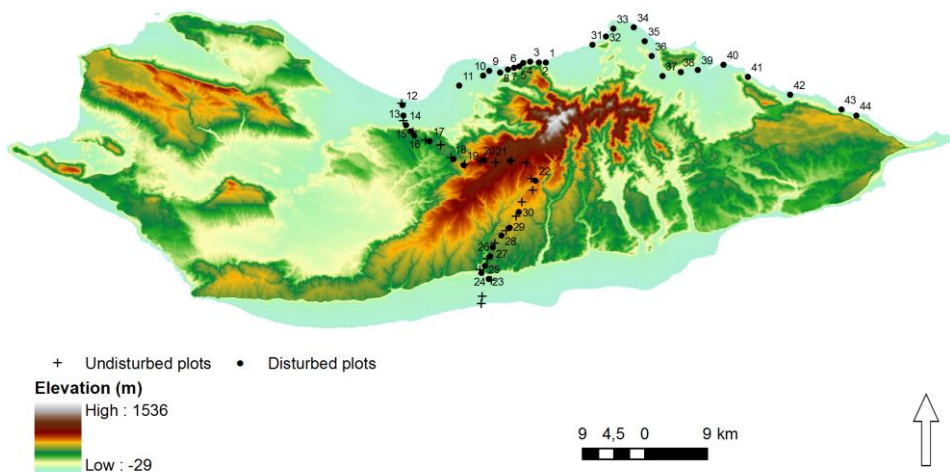 33 34
31 32 35
36
10 9 6 3 1
11 8 7 5 4 2
37 38 39 40
41
12 42
13 14 43 44
15 16 17
18 19 20 21
22
30
29
28
26
27
25
24 23
+ Undisturbed plots ● Disturbed plots
Elevation (m)
High : 1536
Low : -29
9 4,5 0 9 km